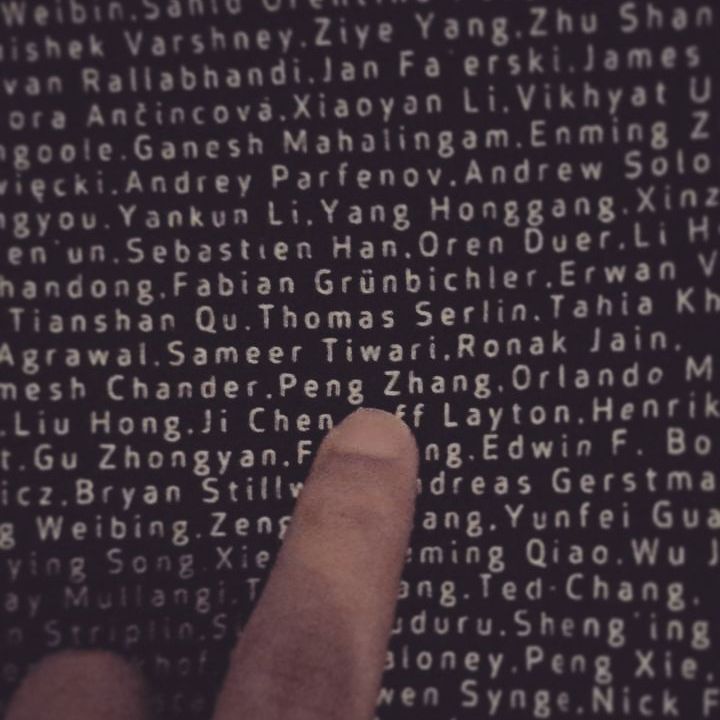 Weibin.
ishek Varshney.Ziye Yang.Zhu Shan
van Rallabhandi.Jan Fa erski.James
ora Ančincová.Xiaoyan Li.Vikhyat U
ngoole.Ganesh Mahalingam.Enming Z
więcki.Andrey Parfenov.Andrew Solo
ngyou.Yankun Li.Yang Honggang.Xinz
en un.Sebastien Han.Oren Duer.Li H
handong.Fabian Grünbichler.Erwan V
Tianshan Qu.Thomas Serlin.Tahia Kh
Agrawal.Sameer Tiwari.Ronak Jain.
mesh Chander.Peng Zhang.Orlando M
.Liu Hong.Ji Chen ff Layton.Henrik
t.Gu Zhongyan.F ng.Edwin F. Bo
icz.Bryan Stillw dreas Gerstma
g Weibing.Zeng ang.Yunfei Gua
ying Song.Xie ming Qiao.Wu J
ay Mullangi.T ang.Ted-Chang.
n Striplin.S uduru.Sheng ing
khof aloney.Peng Xie.
wen Synge.Nick F